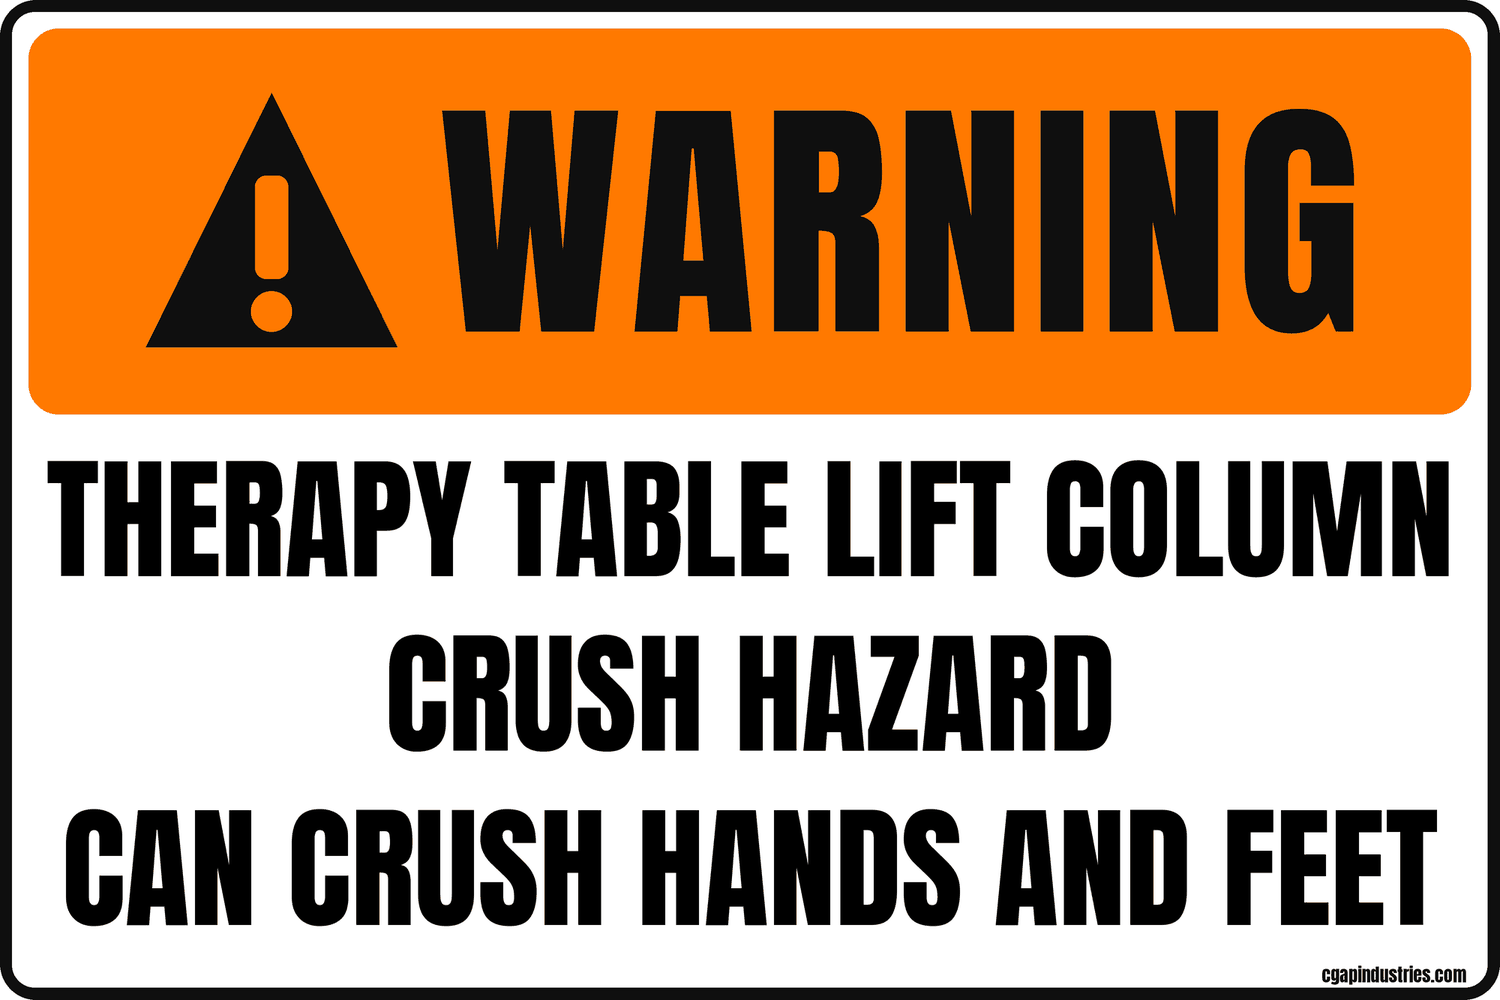 WARNING
THERAPY TABLE LIFT COLUMN
CRUSH HAZARD
CAN CRUSH HANDS AND FEET
cgapindustries.com